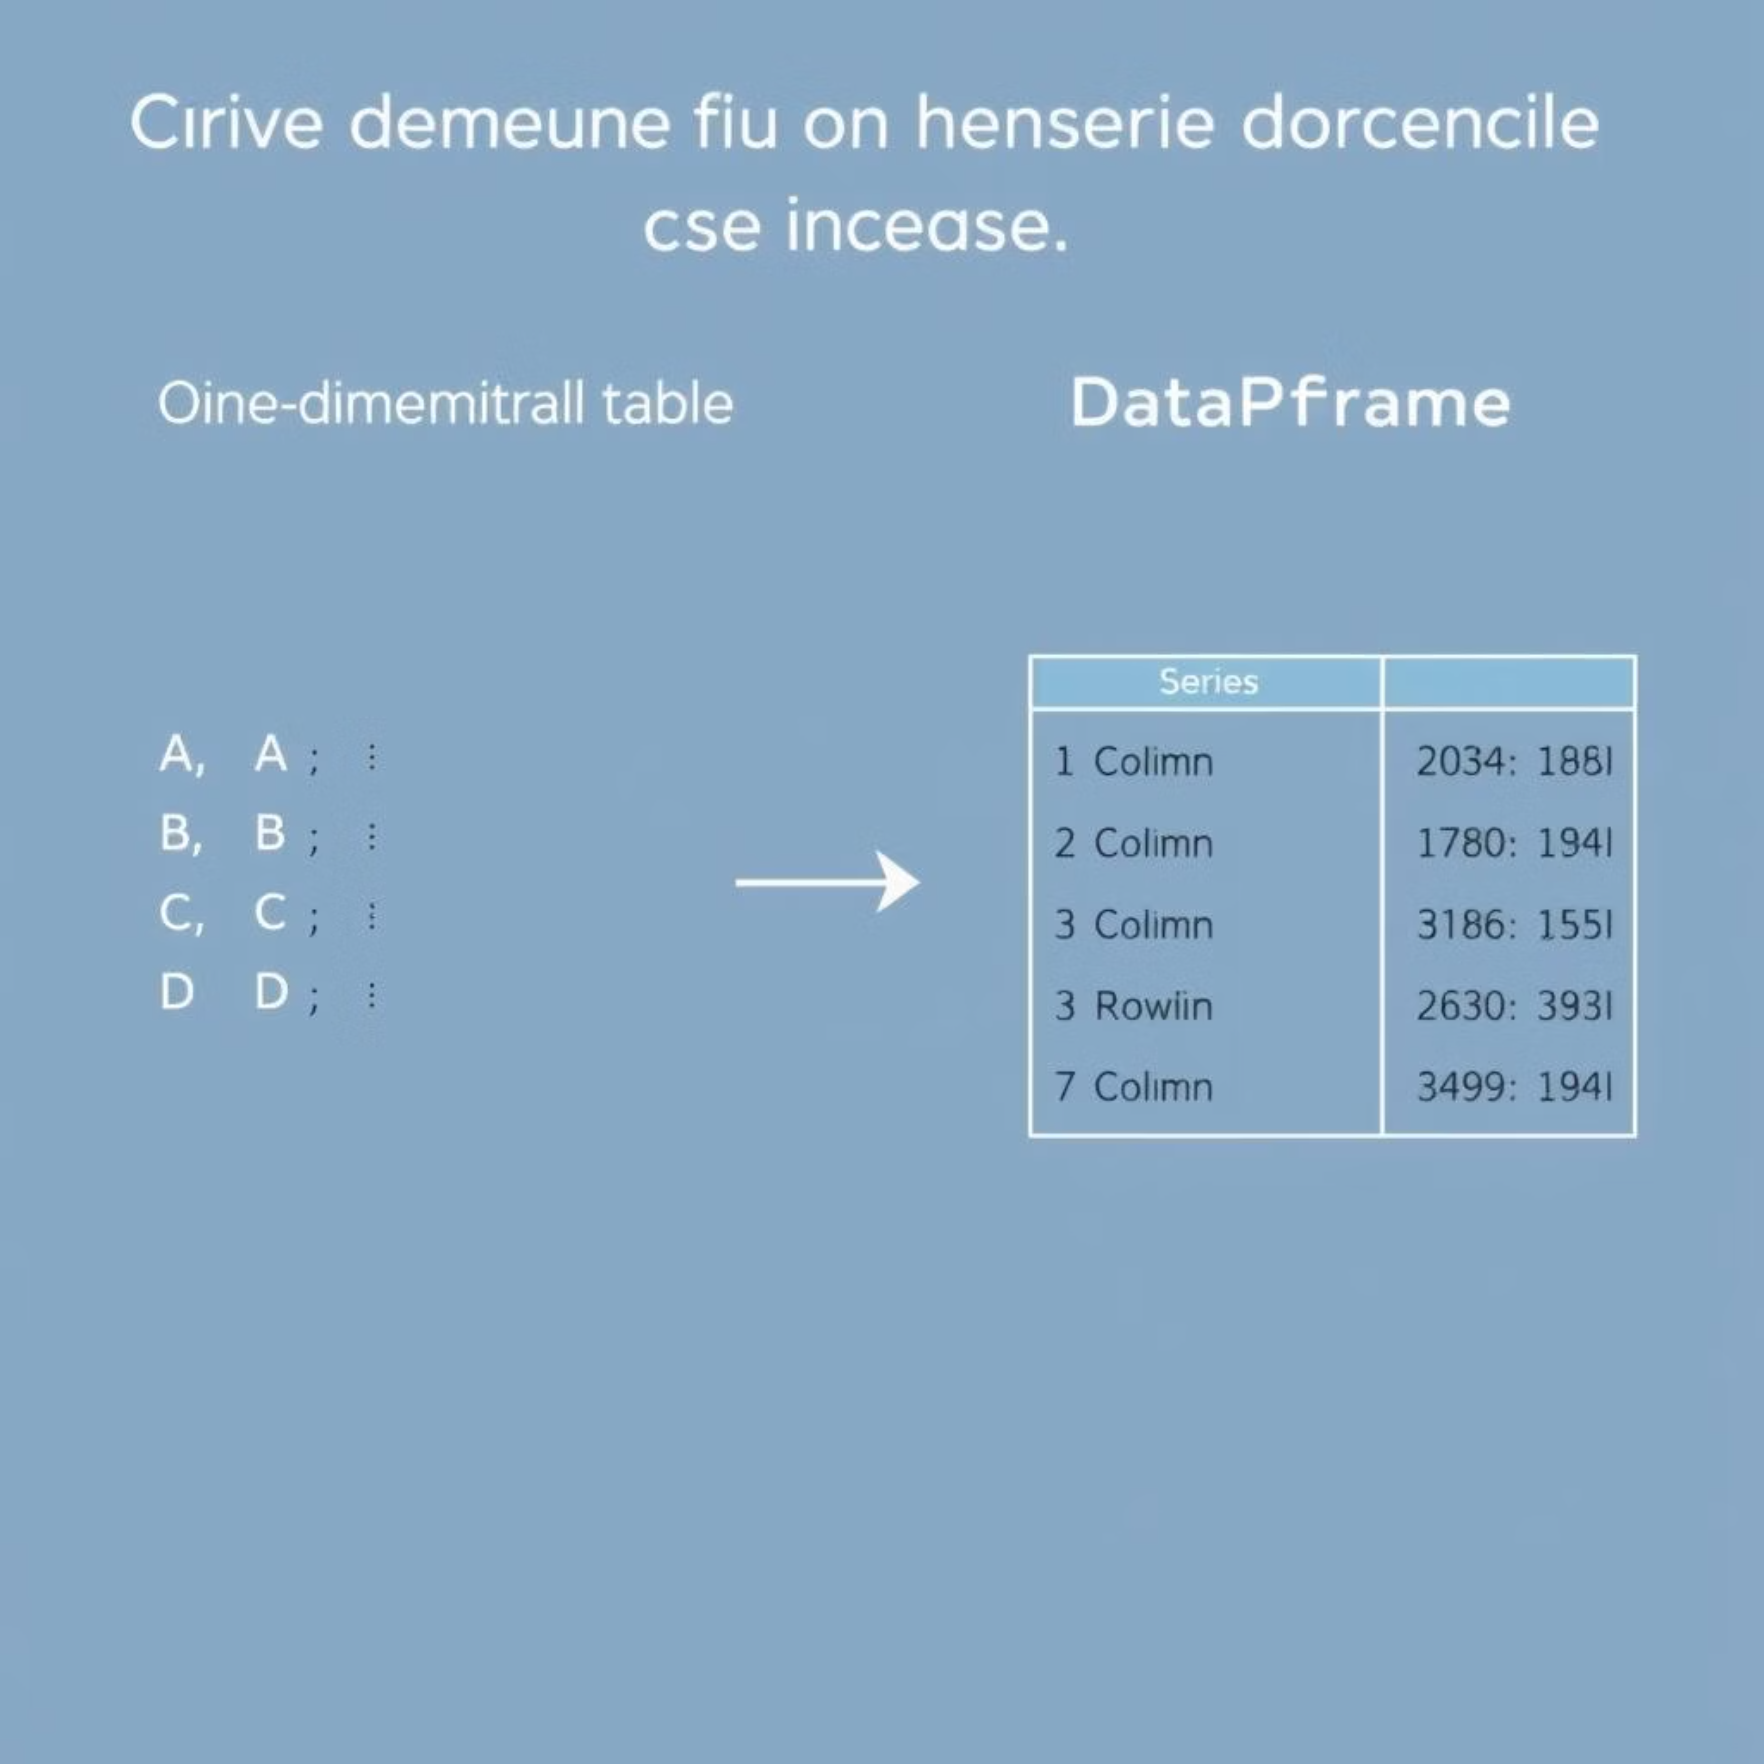 Cırive demeune fiu on henserie dorcencile
cse incease.
Oine-dimemitrall table
DataPframe
A, A ; ⋮
B, B ; ⋮
C, C ; ⋮
D D ; ⋮
Series
1 Colimn 2034: 188l
2 Colimn 1780: 194l
3 Colimn 3186: 155l
3 Rowlin 2630: 393l
7 Colımn 3499: 194l